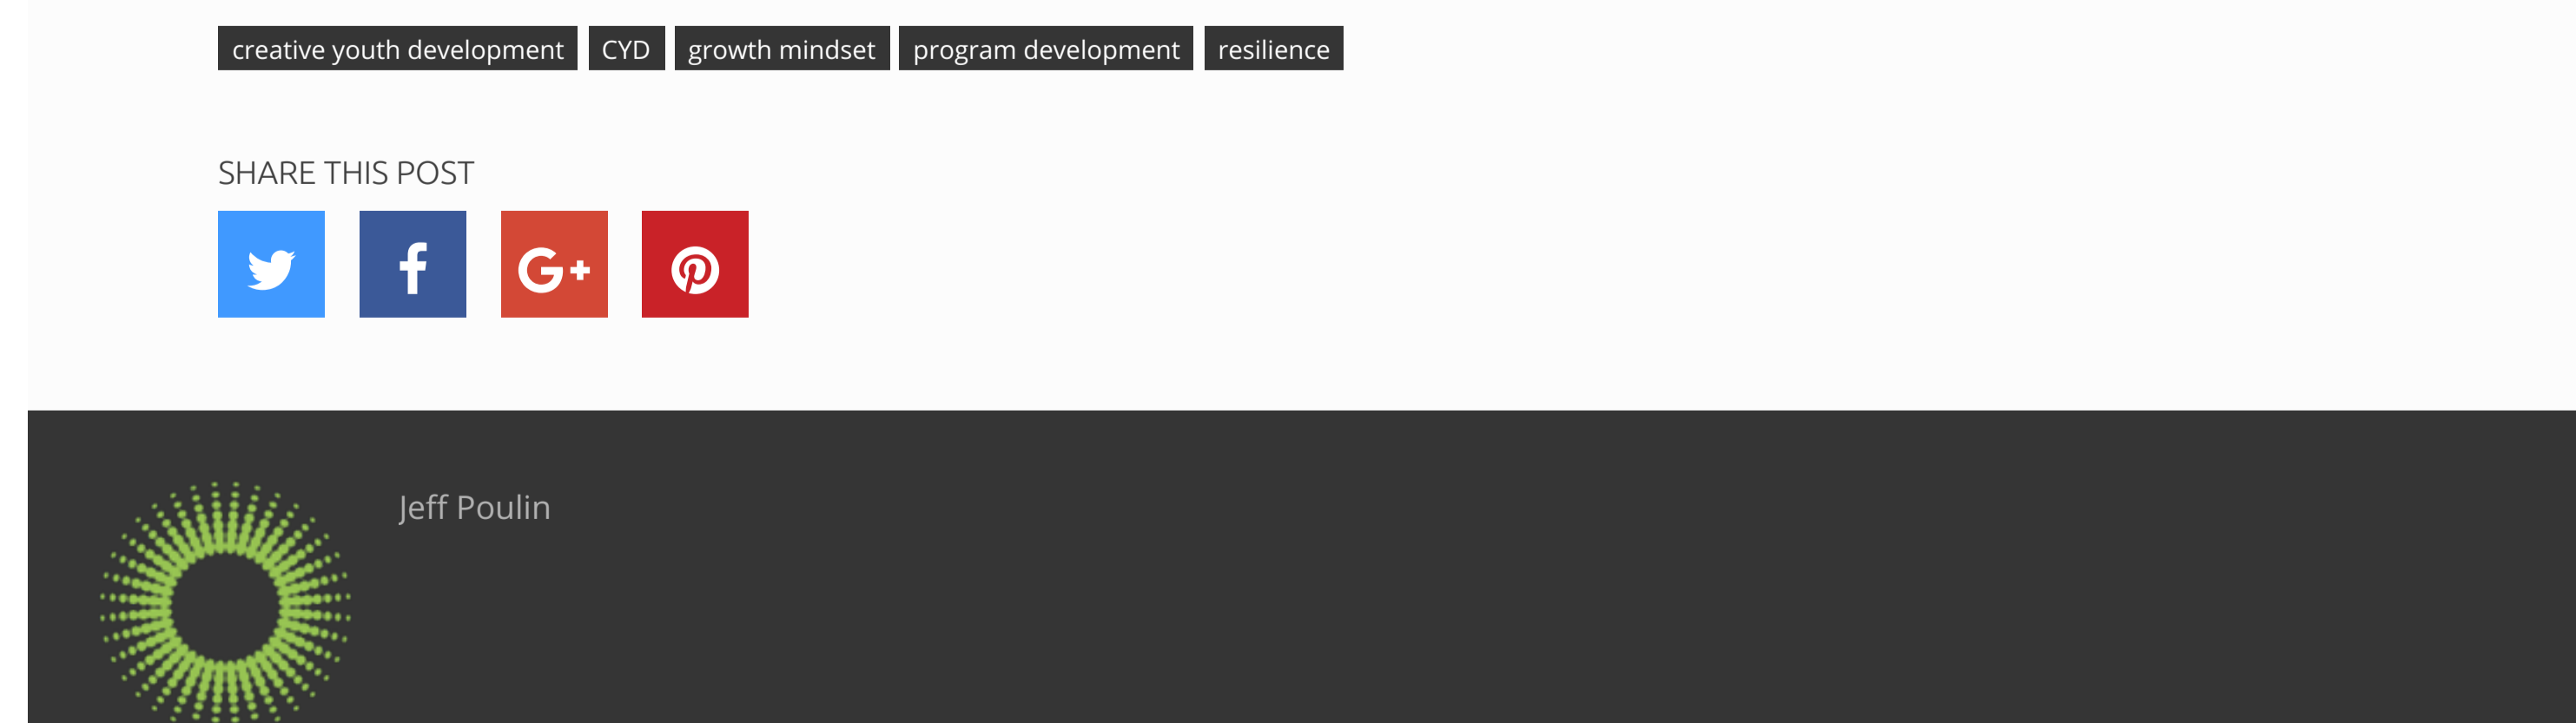 creative youth development CYD growth mindset program development resilience
SHARE THIS POST
G+
Jeff Poulin